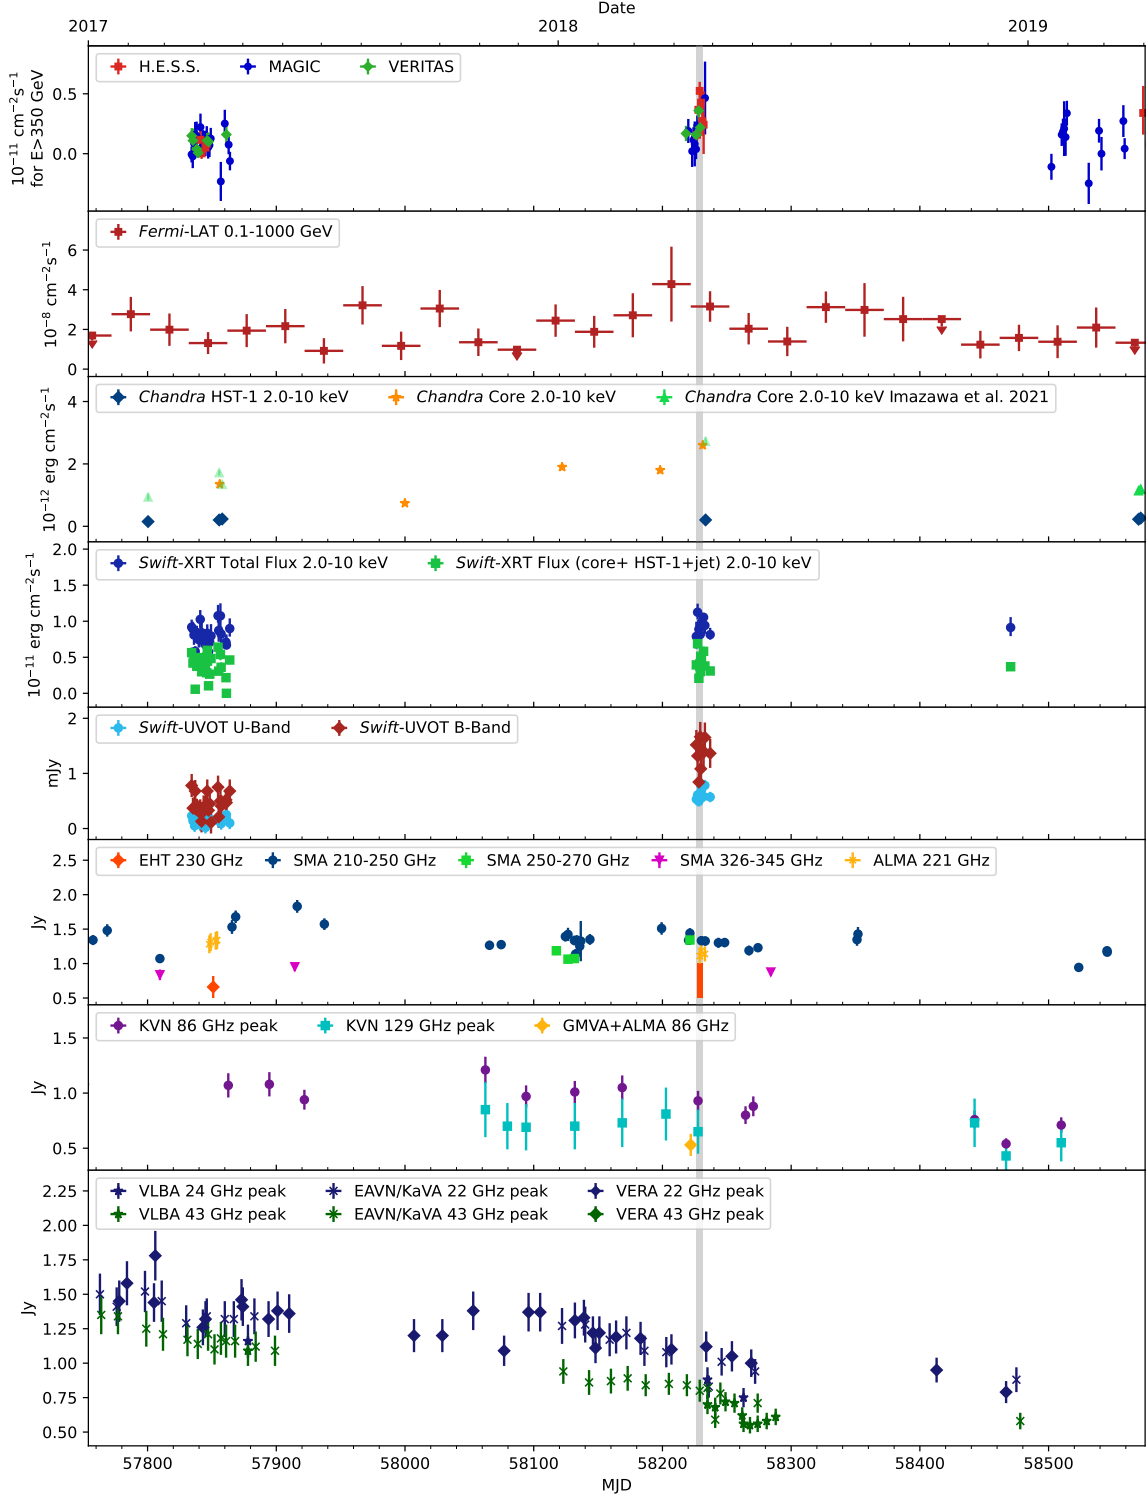 Date
2017 2018 2019
H.E.S.S. MAGIC VERITAS
10⁻¹¹ cm⁻²s⁻¹
for E>350 GeV
0.5
0.0
Fermi-LAT 0.1-1000 GeV
10⁻⁸ cm⁻²s⁻¹
6
4
2
0
Chandra HST-1 2.0-10 keV Chandra Core 2.0-10 keV Chandra Core 2.0-10 keV Imazawa et al. 2021
10⁻¹² erg cm⁻²s⁻¹
4
2
0
Swift-XRT Total Flux 2.0-10 keV Swift-XRT Flux (core+ HST-1+jet) 2.0-10 keV
10⁻¹¹ erg cm⁻²s⁻¹
2.0
1.5
1.0
0.5
0.0
Swift-UVOT U-Band Swift-UVOT B-Band
mJy
2
1
0
EHT 230 GHz SMA 210-250 GHz SMA 250-270 GHz SMA 326-345 GHz ALMA 221 GHz
Jy
2.5
2.0
1.5
1.0
0.5
KVN 86 GHz peak KVN 129 GHz peak GMVA+ALMA 86 GHz
Jy
1.5
1.0
0.5
VLBA 24 GHz peak EAVN/KaVA 22 GHz peak VERA 22 GHz peak
VLBA 43 GHz peak EAVN/KaVA 43 GHz peak VERA 43 GHz peak
Jy
2.25
2.00
1.75
1.50
1.25
1.00
0.75
0.50
57800 57900 58000 58100 58200 58300 58400 58500
MJD